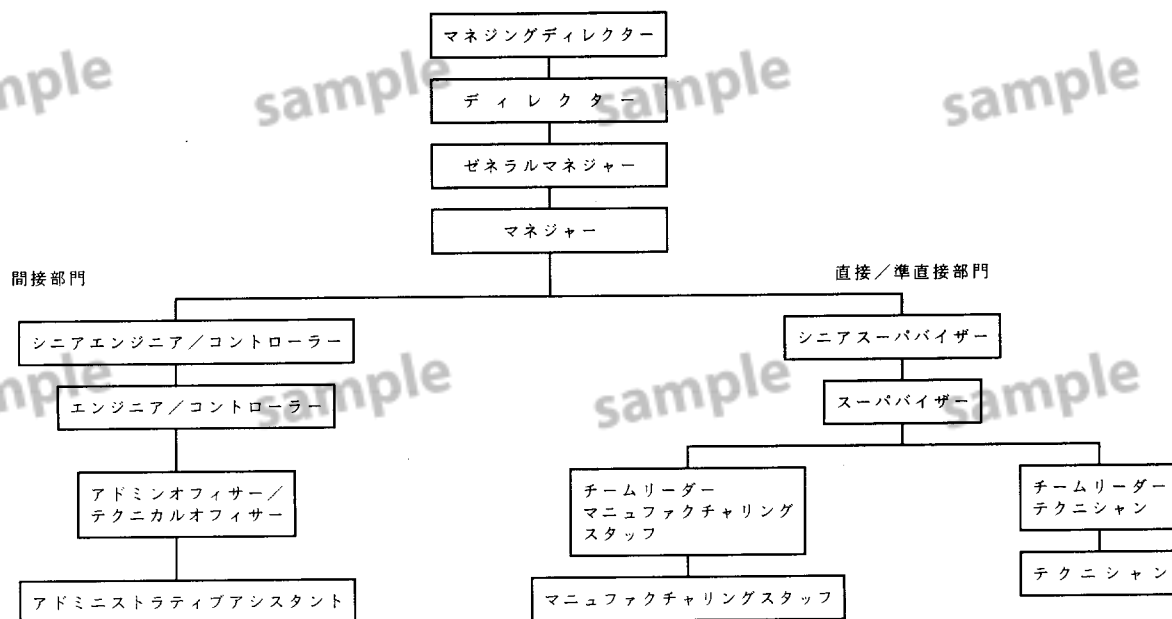 マネジングディレクター
ディレクター
ゼネラルマネジャー
マネジャー
間接部門
直接／準直接部門
シニアエンジニア／コントローラー
シニアスーパバイザー
エンジニア／コントローラー
スーパバイザー
アドミンオフィサー／
テクニカルオフィサー
チームリーダー
マニュファクチャリング
スタッフ
チームリーダー
テクニシャン
アドミニストラティブアシスタント
マニュファクチャリングスタッフ
テクニシャン
mple
sample
sample
sample
mple
sample
sample
sample